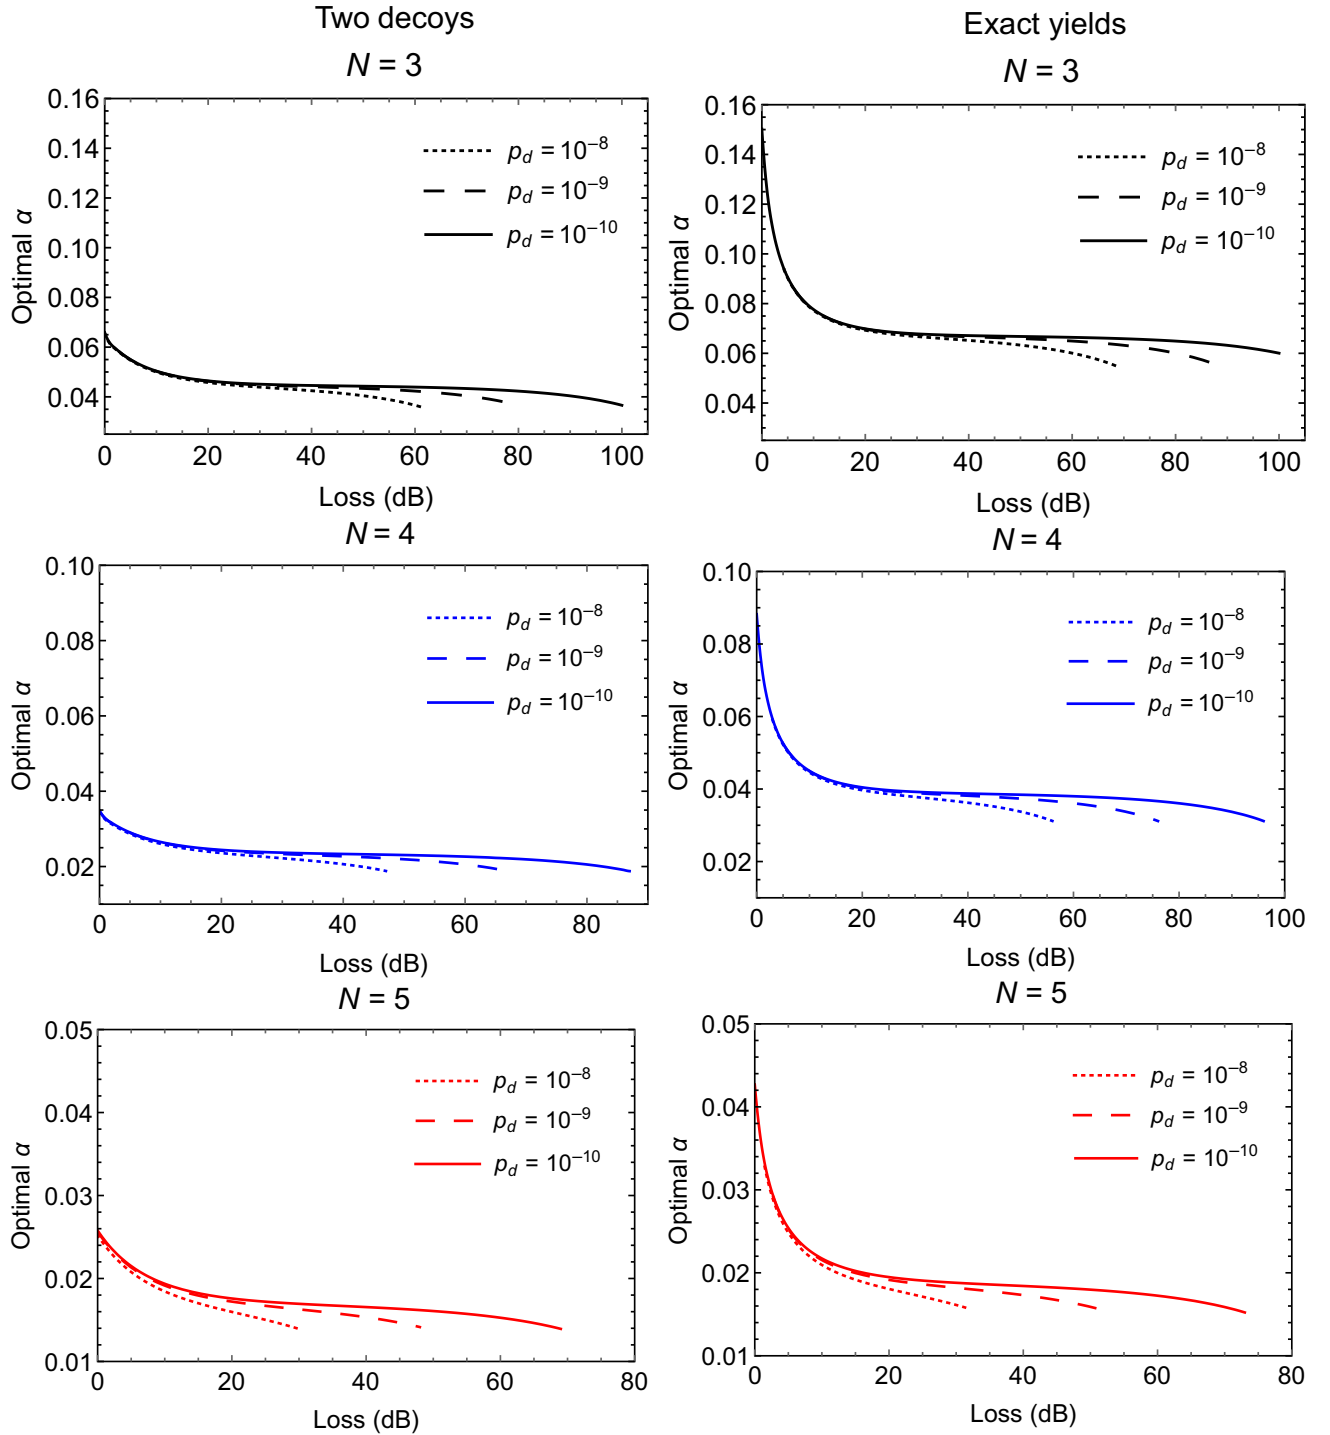 Two decoys
N = 3
0.16
0.14
0.12
0.10
0.08
0.06
0.04
Optimal α
p_d = 10⁻⁸
p_d = 10⁻⁹
p_d = 10⁻¹⁰
0 20 40 60 80 100
Loss (dB)
Exact yields
N = 3
0.16
0.14
0.12
0.10
0.08
0.06
0.04
Optimal α
p_d = 10⁻⁸
p_d = 10⁻⁹
p_d = 10⁻¹⁰
0 20 40 60 80 100
Loss (dB)
N = 4
0.10
0.08
0.06
0.04
0.02
Optimal α
p_d = 10⁻⁸
p_d = 10⁻⁹
p_d = 10⁻¹⁰
0 20 40 60 80
Loss (dB)
N = 4
0.10
0.08
0.06
0.04
0.02
Optimal α
p_d = 10⁻⁸
p_d = 10⁻⁹
p_d = 10⁻¹⁰
0 20 40 60 80 100
Loss (dB)
N = 5
0.05
0.04
0.03
0.02
0.01
Optimal α
p_d = 10⁻⁸
p_d = 10⁻⁹
p_d = 10⁻¹⁰
0 20 40 60 80
Loss (dB)
N = 5
0.05
0.04
0.03
0.02
0.01
Optimal α
p_d = 10⁻⁸
p_d = 10⁻⁹
p_d = 10⁻¹⁰
0 20 40 60 80
Loss (dB)